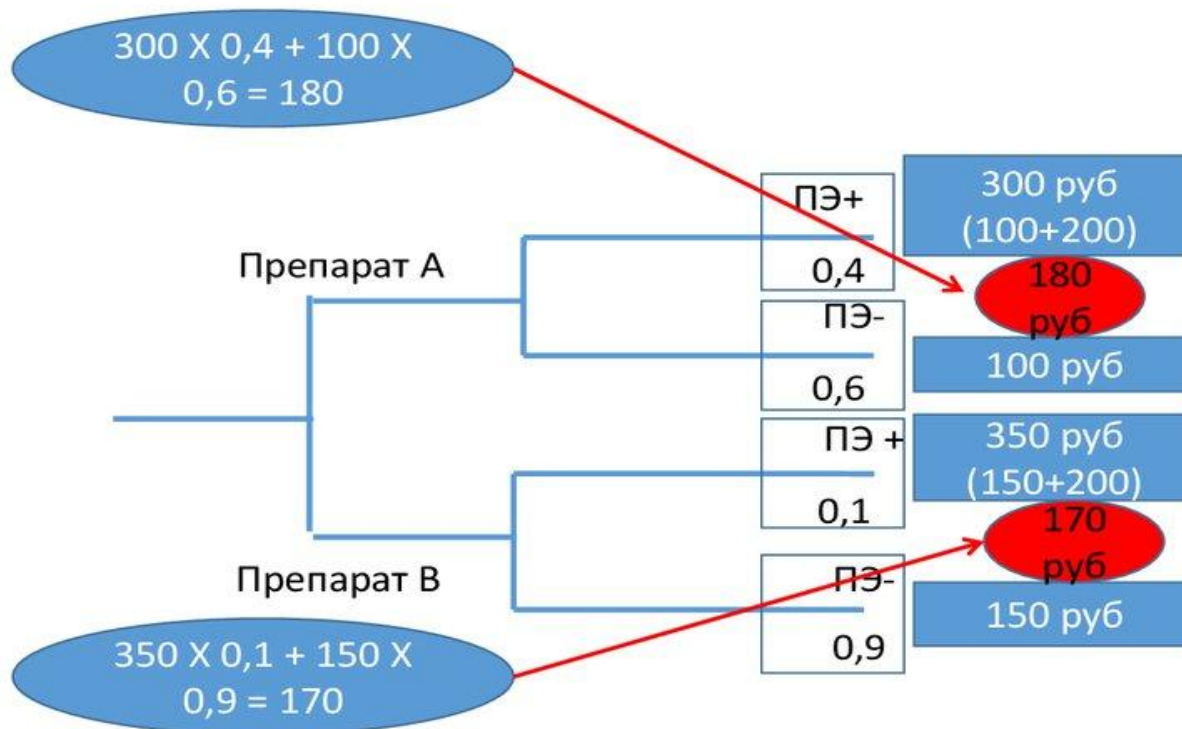 300 X 0,4 + 100 X
0,6 = 180
ПЭ+
300 руб
(100+200)
Препарат А
0,4
180
руб
ПЭ-
100 руб
0,6
ПЭ +
350 руб
(150+200)
0,1
170
руб
Препарат В
ПЭ-
150 руб
0,9
350 X 0,1 + 150 X
0,9 = 170